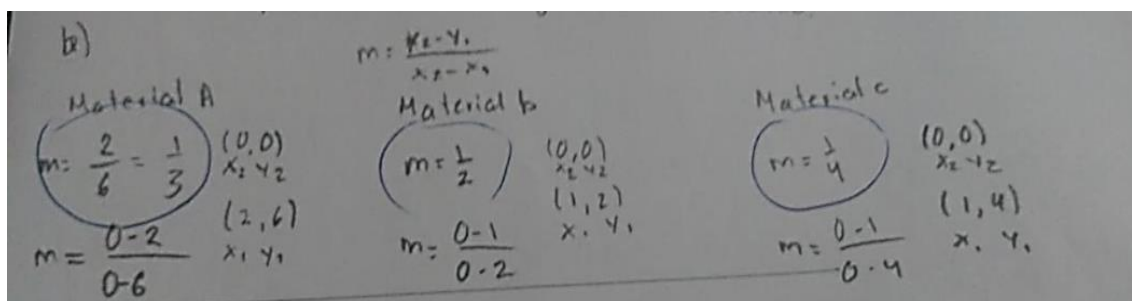 b)
m = y₂-y₁ / x₂-x₁
Material A
m = 2/6 = 1/3
(0,0)
x₂ y₂
(2,6)
x₁ y₁
m = 0-2 / 0-6
Material b
m = 1/2
(0,0)
x₂ y₂
(1,2)
x₁ y₁
m = 0-1 / 0-2
Material c
m = 1/4
(0,0)
x₂ y₂
(1,4)
x₁ y₁
m = 0-1 / 0-4